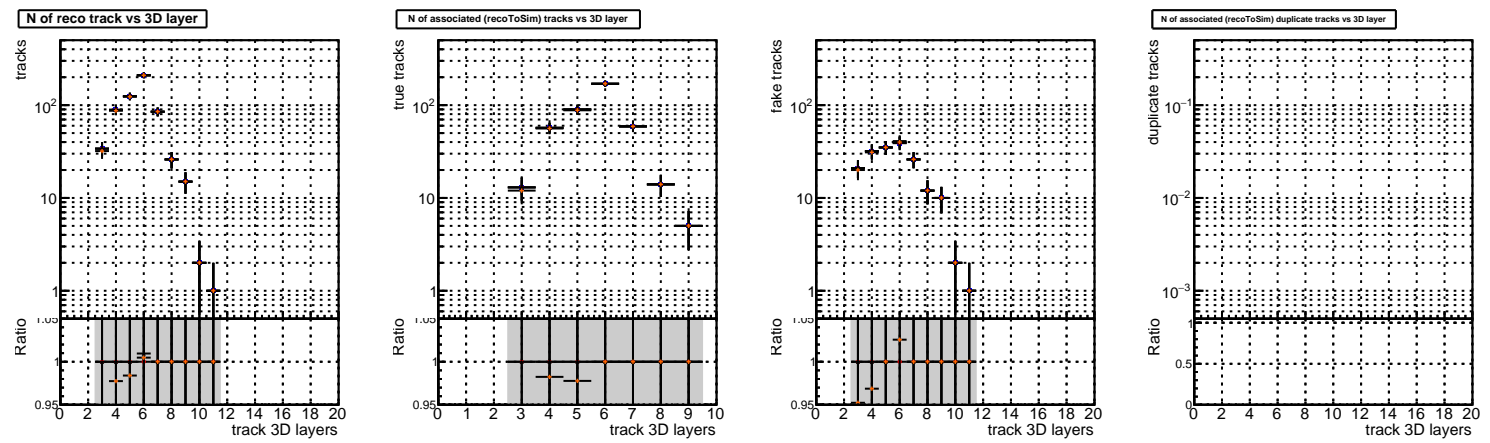 N of reco track vs 3D layer
tracks
10²
10
1
Ratio
1.05
1
0.95
0 2 4 6 8 10 12 14 16 18 20
track 3D layers
N of associated (recoToSim) tracks vs 3D layer
true tracks
10²
10
1
Ratio
1.05
1
0.95
0 1 2 3 4 5 6 7 8 9 10
track 3D layers
fake tracks
10²
10
1
Ratio
1.05
1
0.95
0 2 4 6 8 10 12 14 16 18 20
track 3D layers
N of associated (recoToSim) duplicate tracks vs 3D layer
duplicate tracks
10⁻¹
10⁻²
10⁻³
Ratio
1
0.5
0
0 2 4 6 8 10 12 14 16 18 20
track 3D layers